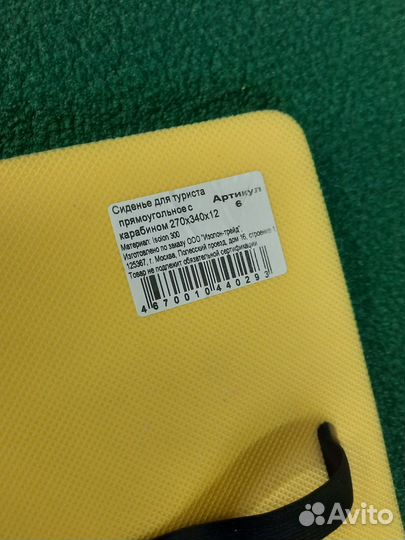 Сиденье для туриста Артикул
прямоугольное с 6
карабином 270х340х12
Материал: Isolon 300
Изготовлено по заказу ООО "Изолон-трейд",
125367, г. Москва, Полесский проезд, дом 16, строение 1
Товар не подлежит обязательной сертификации
4670010440293
Avito